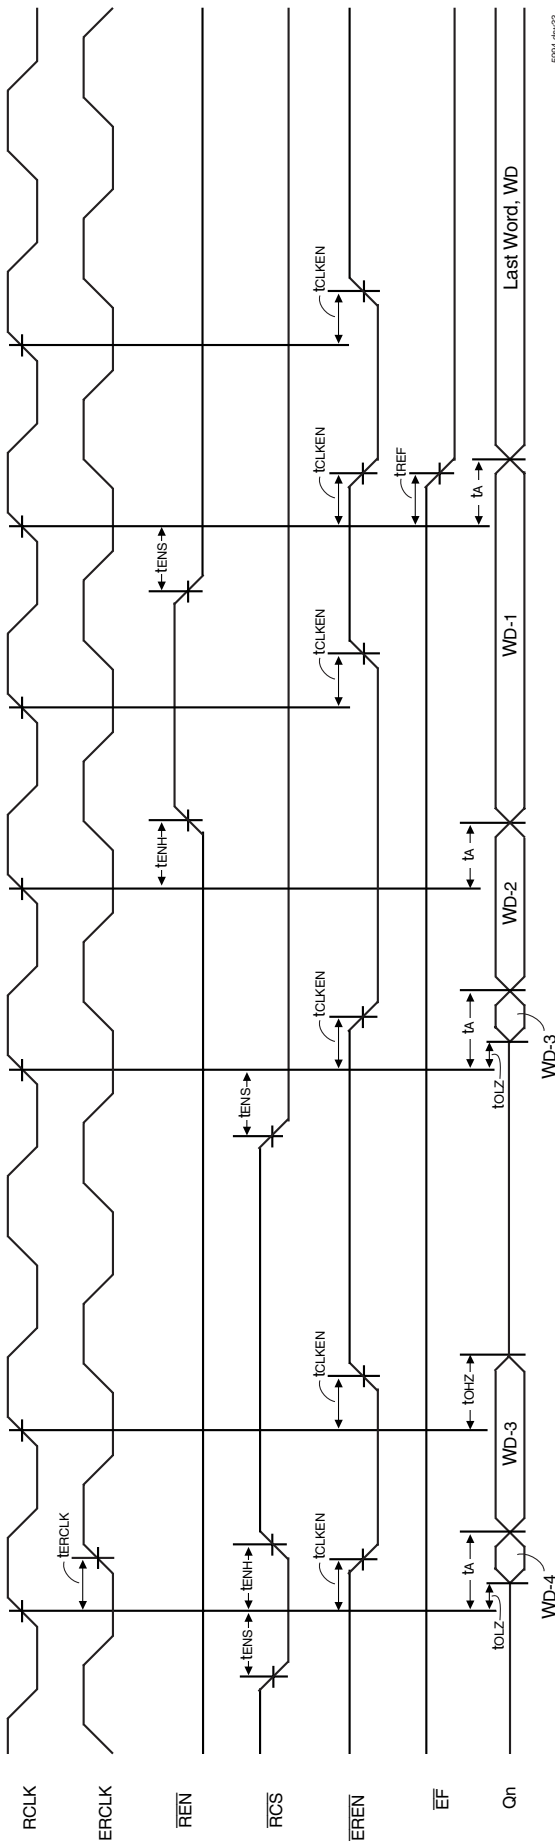 RCLK
ERCLK
tERCLK
REN
tENH
tENS
RCS
tENS
tENH
tENS
EREN
tCLKEN
tCLKEN
tCLKEN
tCLKEN
tCLKEN
tCLKEN
EF
tREF
tA
tOHZ
tA
tA
tA
Qn
tOLZ
WD-4
WD-3
tOLZ
WD-3
WD-2
WD-1
Last Word, WD